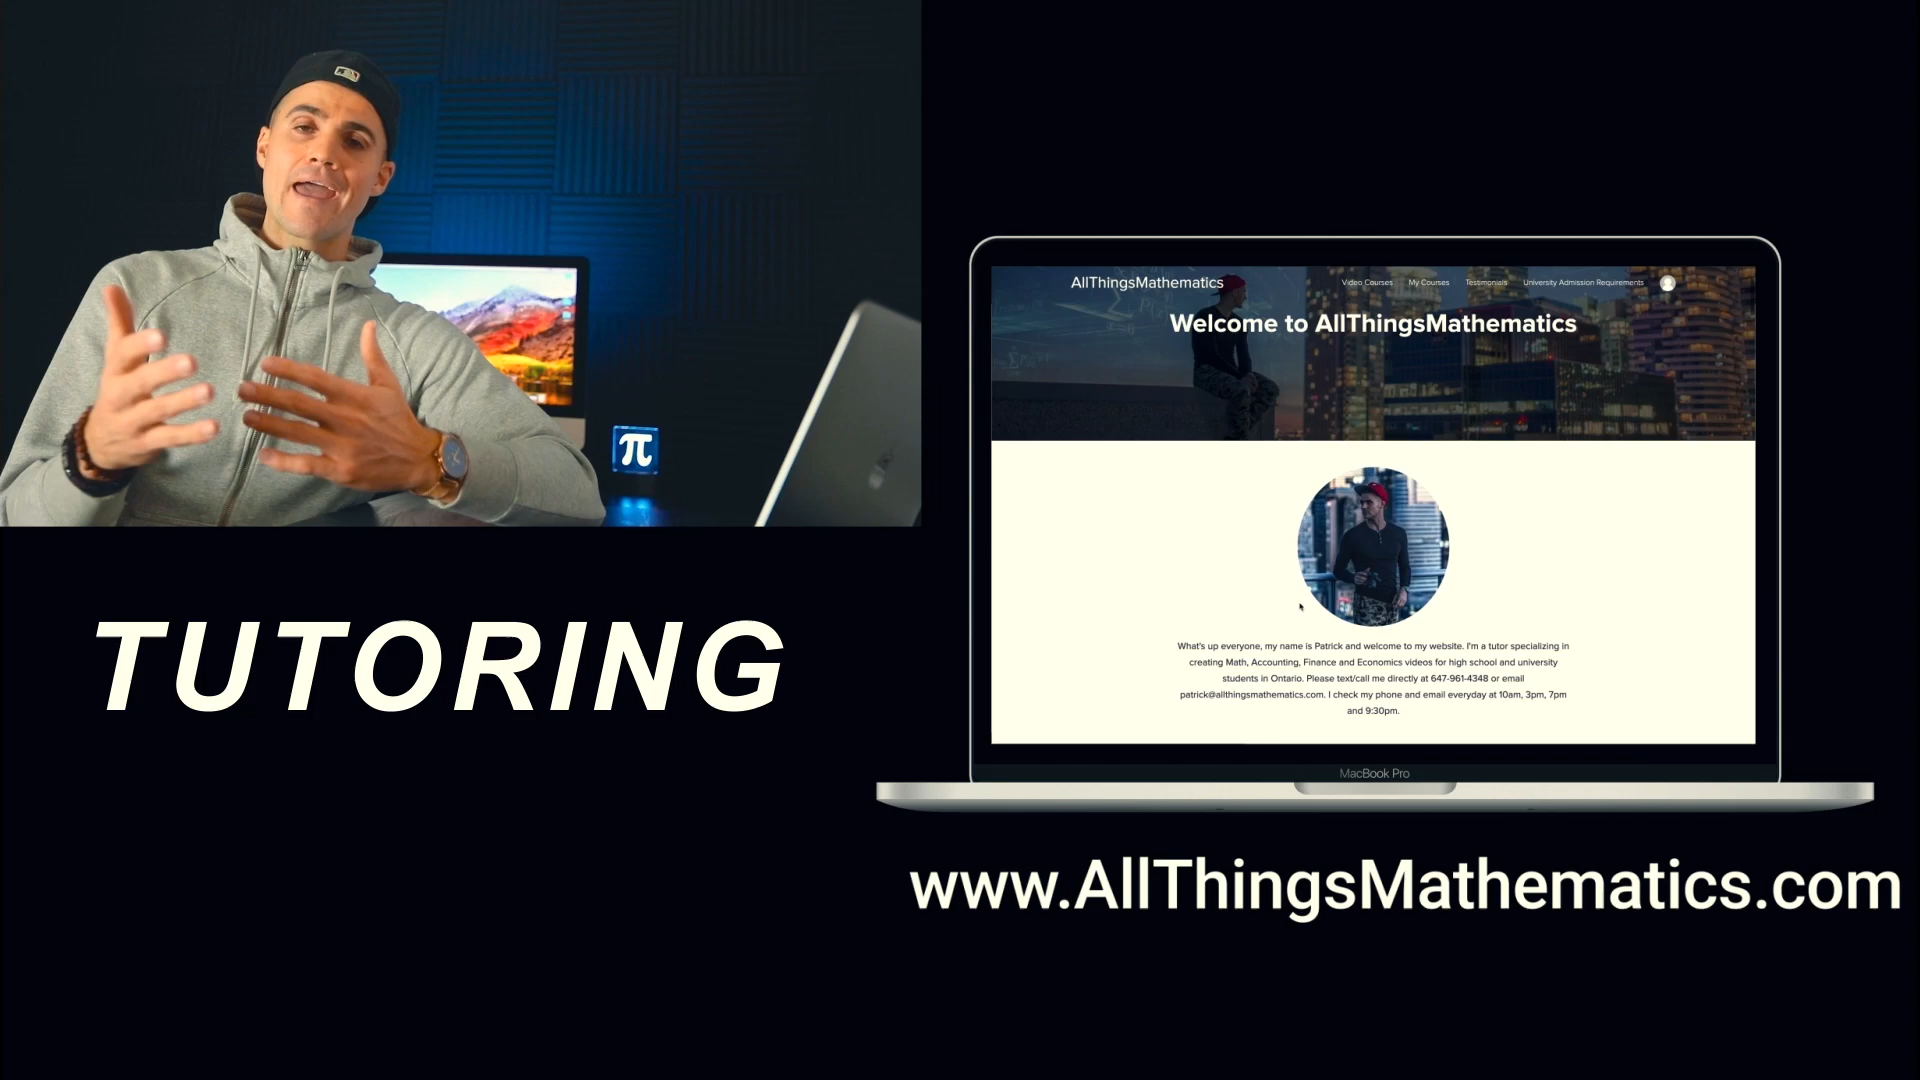 π
TUTORING
AllThingsMathematics
Video Courses
My Courses
Testimonials
University Admission Requirements
Welcome to AllThingsMathematics
What's up everyone, my name is Patrick and welcome to my website. I'm a tutor specializing in
creating Math, Accounting, Finance and Economics videos for high school and university
students in Ontario. Please text/call me directly at 647-961-4348 or email
patrick@allthingsmathematics.com. I check my phone and email everyday at 10am, 3pm, 7pm
and 9:30pm.
MacBook Pro
www.AllThingsMathematics.com